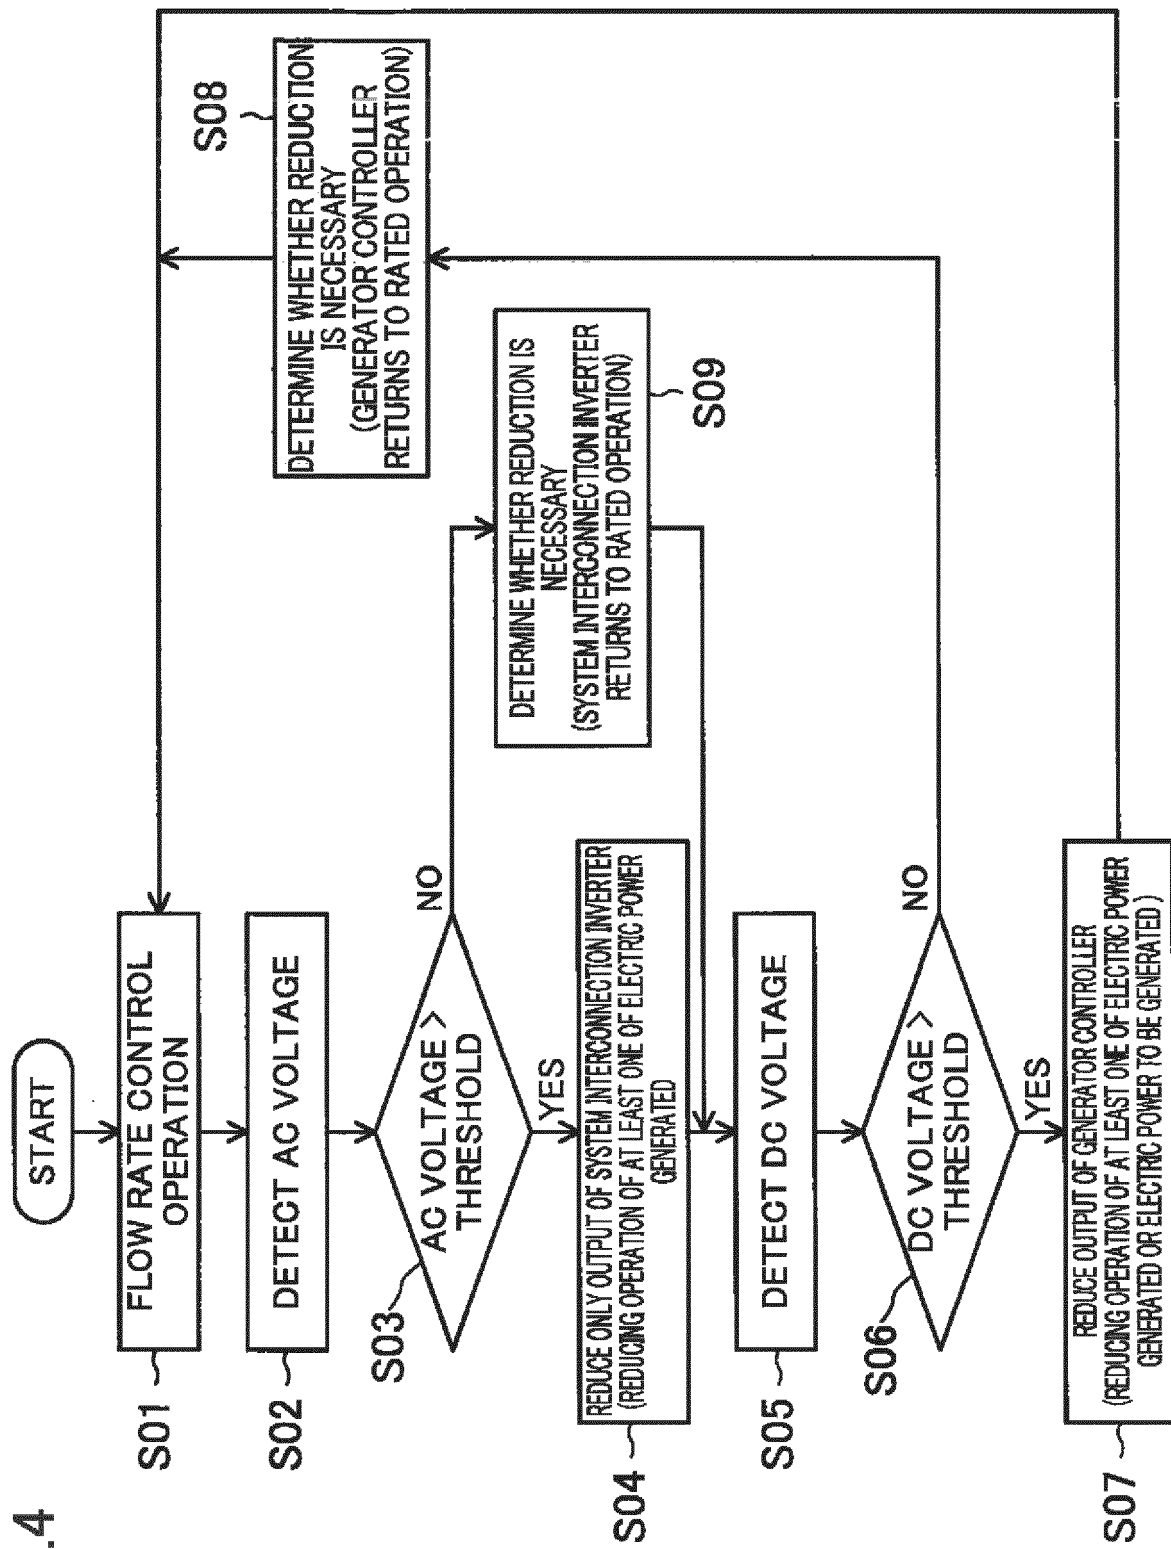 .4
START
S01
FLOW RATE CONTROL
OPERATION
S02
DETECT AC VOLTAGE
S03
AC VOLTAGE >
THRESHOLD
NO
YES
S04
REDUCE ONLY OUTPUT OF SYSTEM INTERCONNECTION INVERTER
(REDUCING OPERATION OF AT LEAST ONE OF ELECTRIC POWER
GENERATED
S09
DETERMINE WHETHER REDUCTION IS
NECESSARY
(SYSTEM INTERCONNECTION INVERTER
RETURNS TO RATED OPERATION)
S05
DETECT DC VOLTAGE
S06
DC VOLTAGE >
THRESHOLD
NO
YES
S07
REDUCE OUTPUT OF GENERATOR CONTROLLER
(REDUCING OPERATION OF AT LEAST ONE OF ELECTRIC POWER
GENERATED OR ELECTRIC POWER TO BE GENERATED)
S08
DETERMINE WHETHER REDUCTION
IS NECESSARY
(GENERATOR CONTROLLER
RETURNS TO RATED OPERATION)